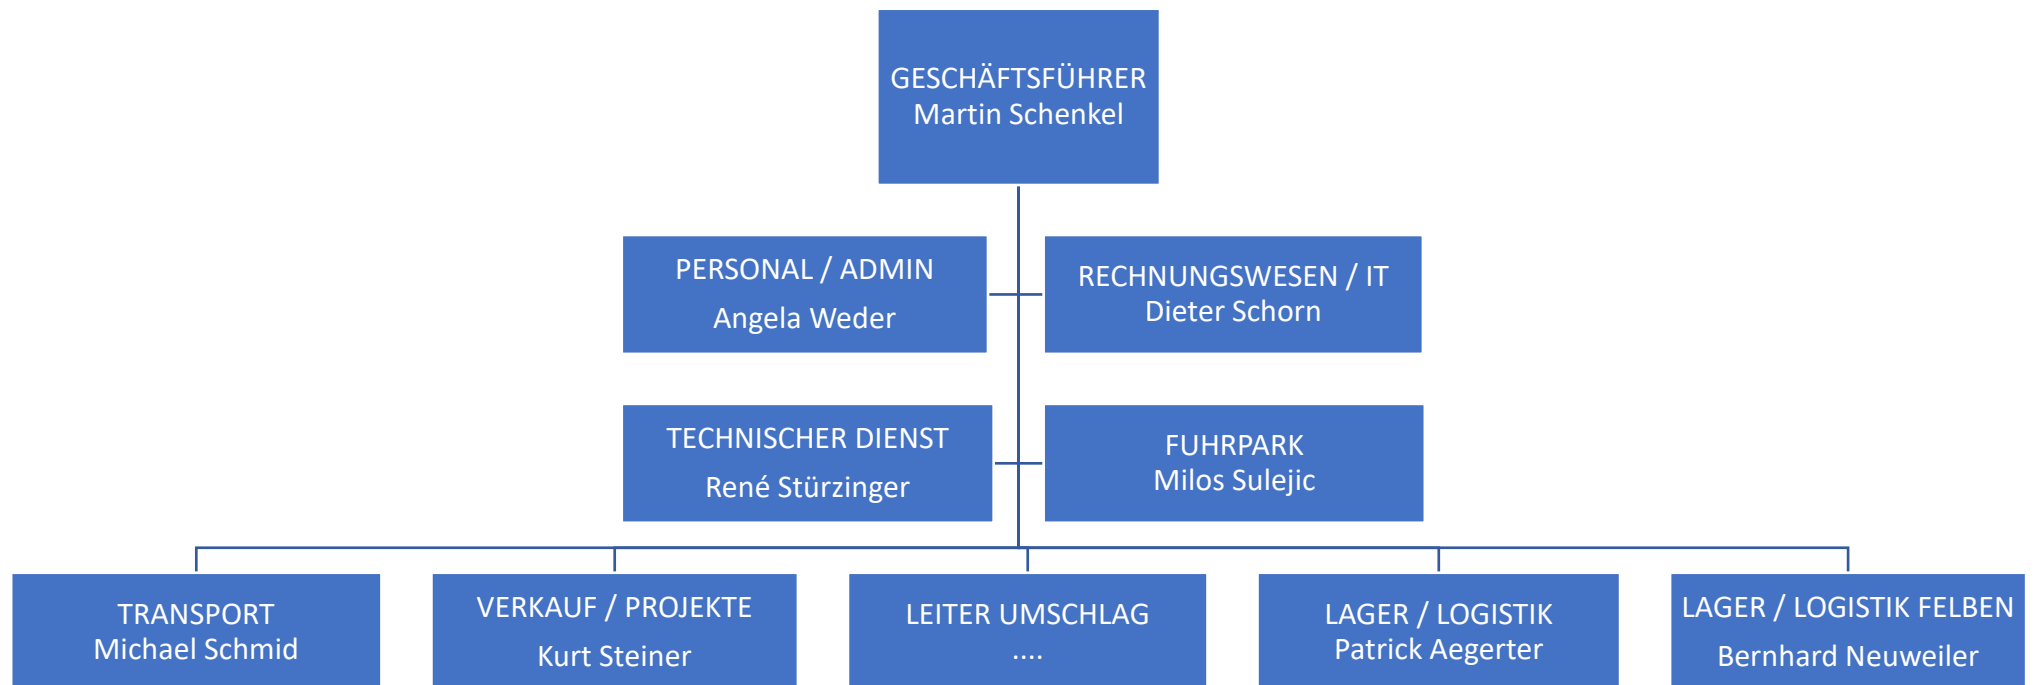 GESCHÄFTSFÜHRER
Martin Schenkel
PERSONAL / ADMIN
Angela Weder
RECHNUNGSWESEN / IT
Dieter Schorn
TECHNISCHER DIENST
René Stürzinger
FUHRPARK
Milos Sulejic
TRANSPORT
Michael Schmid
VERKAUF / PROJEKTE
Kurt Steiner
LEITER UMSCHLAG
....
LAGER / LOGISTIK
Patrick Aegerter
LAGER / LOGISTIK FELBEN
Bernhard Neuweiler